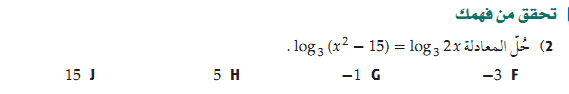 تحقق من فهمك
2) حُلّ المعادلة log₃ (x² − 15) = log₃ 2x .
−3 F −1 G 5 H 15 J